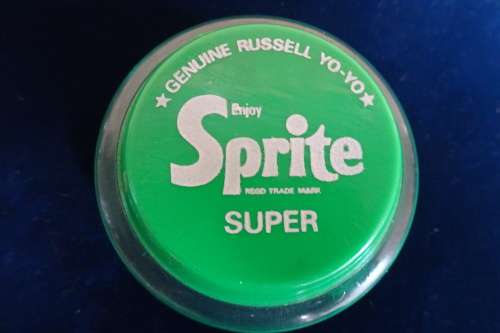 ★ GENUINE RUSSELL YO-YO ★
Enjoy
Sprite
REGD TRADE MARK
SUPER